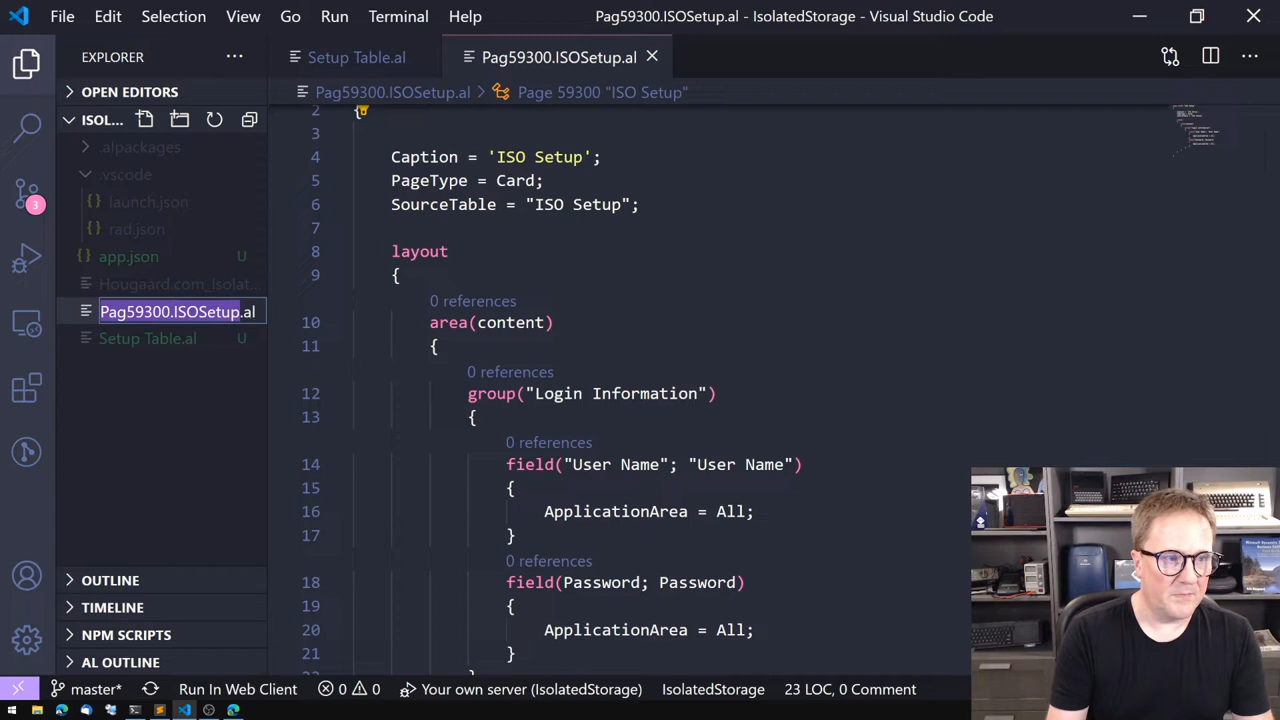 File Edit Selection View Go Run Terminal Help Pag59300.ISOSetup.al - IsolatedStorage - Visual Studio Code
EXPLORER
Setup Table.al Pag59300.ISOSetup.al
OPEN EDITORS
Pag59300.ISOSetup.al Page 59300 "ISO Setup"
ISOL...
.alpackages
.vscode
launch.json
rad.json
app.json U
Hougaard.com_Isolat...
Pag59300.ISOSetup.al
Setup Table.al U
3
OUTLINE
TIMELINE
NPM SCRIPTS
AL OUTLINE
2 {
3
4 Caption = 'ISO Setup';
5 PageType = Card;
6 SourceTable = "ISO Setup";
7
8 layout
9 {
0 references
10 area(content)
11 {
0 references
12 group("Login Information")
13 {
0 references
14 field("User Name"; "User Name")
15 {
16 ApplicationArea = All;
17 }
0 references
18 field(Password; Password)
19 {
20 ApplicationArea = All;
21 }
master* Run In Web Client 0 0 Your own server (IsolatedStorage) IsolatedStorage 23 LOC, 0 Comment